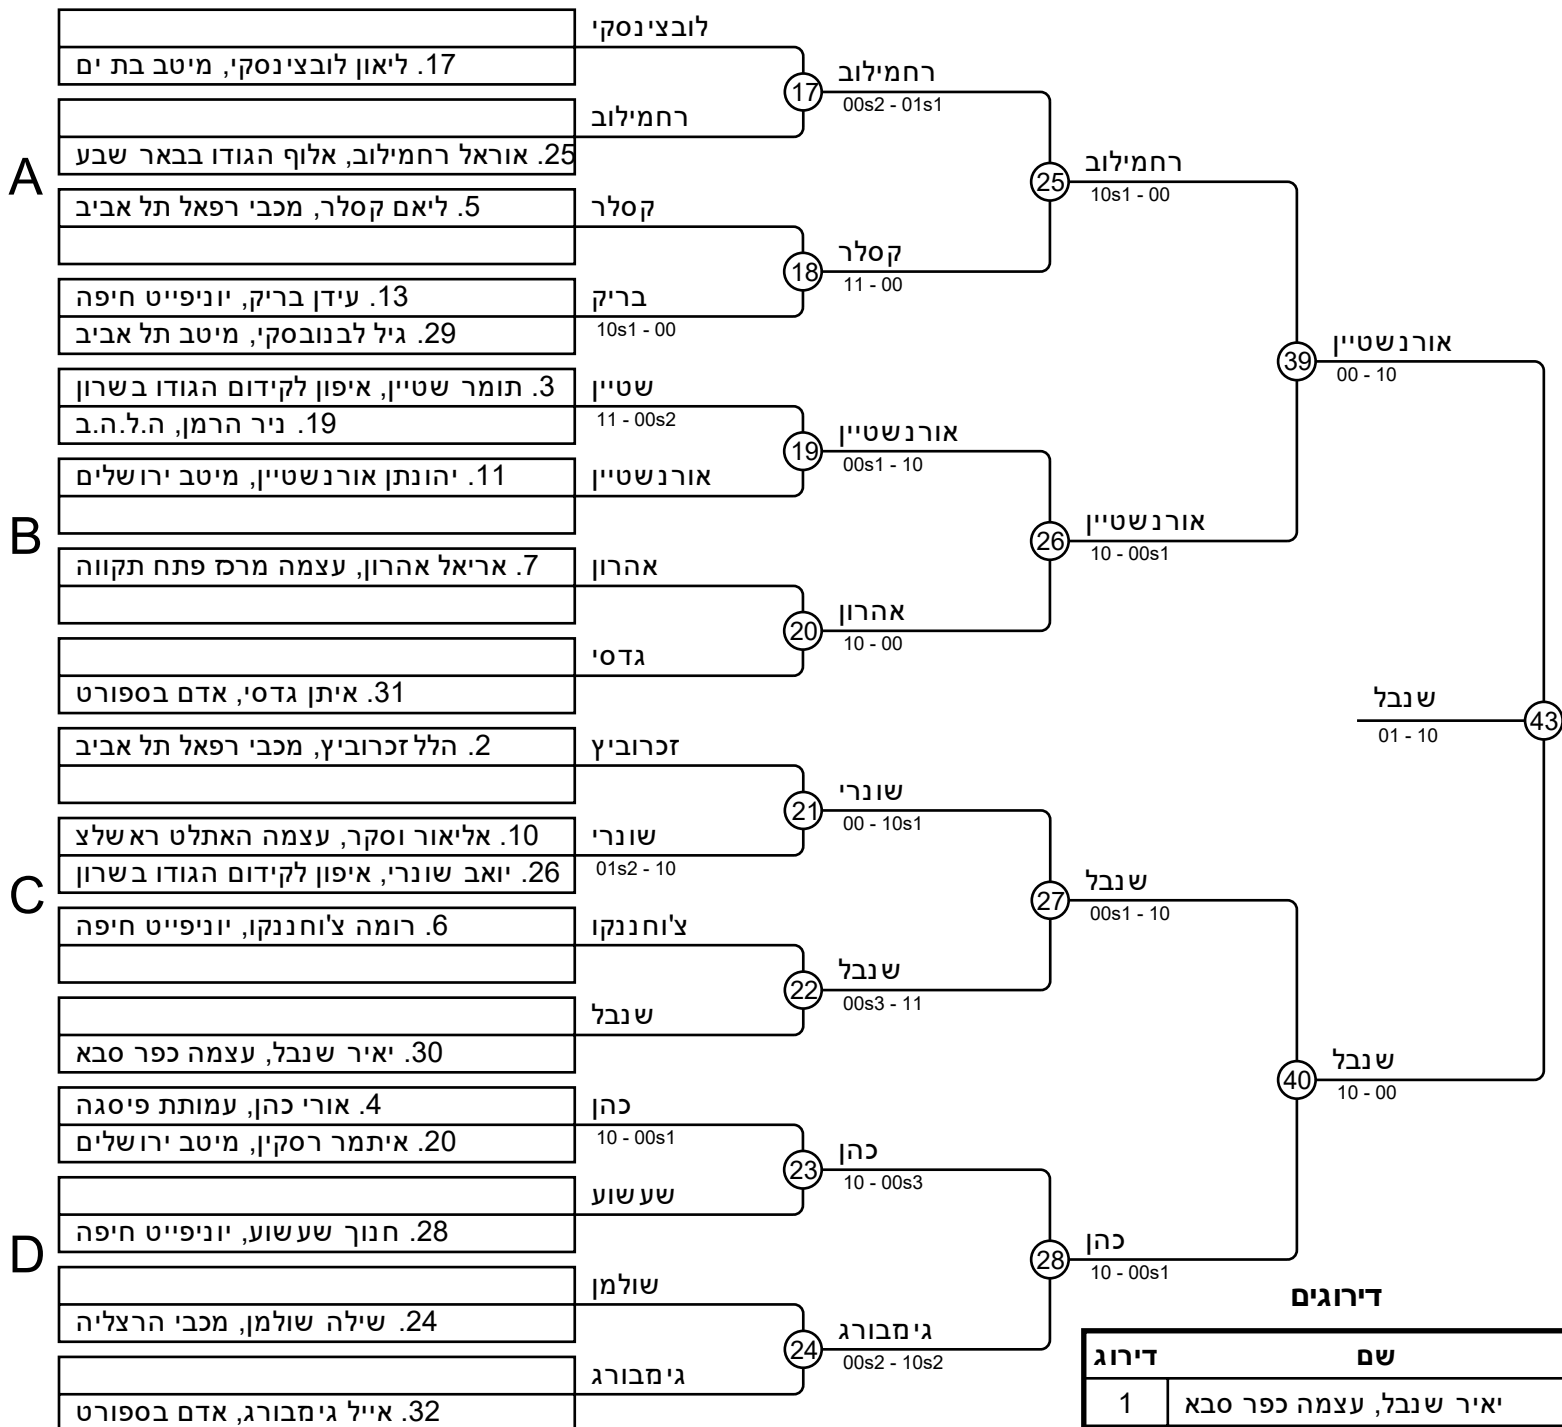 A
B
C
D
17. ליאון לובצינסקי, מיטב בת ים
25. אוראל רחמילוב, אלוף הגודו בבאר שבע
5. ליאם קסלר, מכבי רפאל תל אביב
13. עידן בריק, יוניפייט חיפה
29. גיל לבנובסקי, מיטב תל אביב
3. תומר שטיין, איפון לקידום הגודו בשרון
19. ניר הרמן, ה.ל.ה.ב
11. יהונתן אורנשטיין, מיטב ירושלים
7. אריאל אהרון, עצמה מרכז פתח תקווה
31. איתן גדסי, אדם בספורט
2. הלל זכרוביץ, מכבי רפאל תל אביב
10. אליאור וסקר, עצמה האתלט ראשלצ
26. יואב שונרי, איפון לקידום הגודו בשרון
6. רומה צ'וחננקו, יוניפייט חיפה
30. יאיר שנבל, עצמה כפר סבא
4. אורי כהן, עמותת פיסגה
20. איתמר רסקין, מיטב ירושלים
28. חנוך שעשוע, יוניפייט חיפה
24. שילה שולמן, מכבי הרצליה
32. אייל גימבורג, אדם בספורט
לובצינסקי
רחמילוב
קסלר
בריק
10s1 - 00
שטיין
11 - 00s2
אורנשטיין
אהרון
גדסי
זכרוביץ
שונרי
01s2 - 10
צ'וחננקו
שנבל
כהן
10 - 00s1
שעשוע
שולמן
גימבורג
17
רחמילוב
00s2 - 01s1
18
קסלר
11 - 00
19
אורנשטיין
00s1 - 10
20
אהרון
10 - 00
21
שונרי
00 - 10s1
22
שנבל
00s3 - 11
23
כהן
10 - 00s3
24
גימבורג
00s2 - 10s2
25
רחמילוב
10s1 - 00
26
אורנשטיין
10 - 00s1
27
שנבל
00s1 - 10
28
כהן
10 - 00s1
39
אורנשטיין
00 - 10
40
שנבל
10 - 00
43
שנבל
01 - 10
דירוגים
שם דירוג
יאיר שנבל, עצמה כפר סבא 1